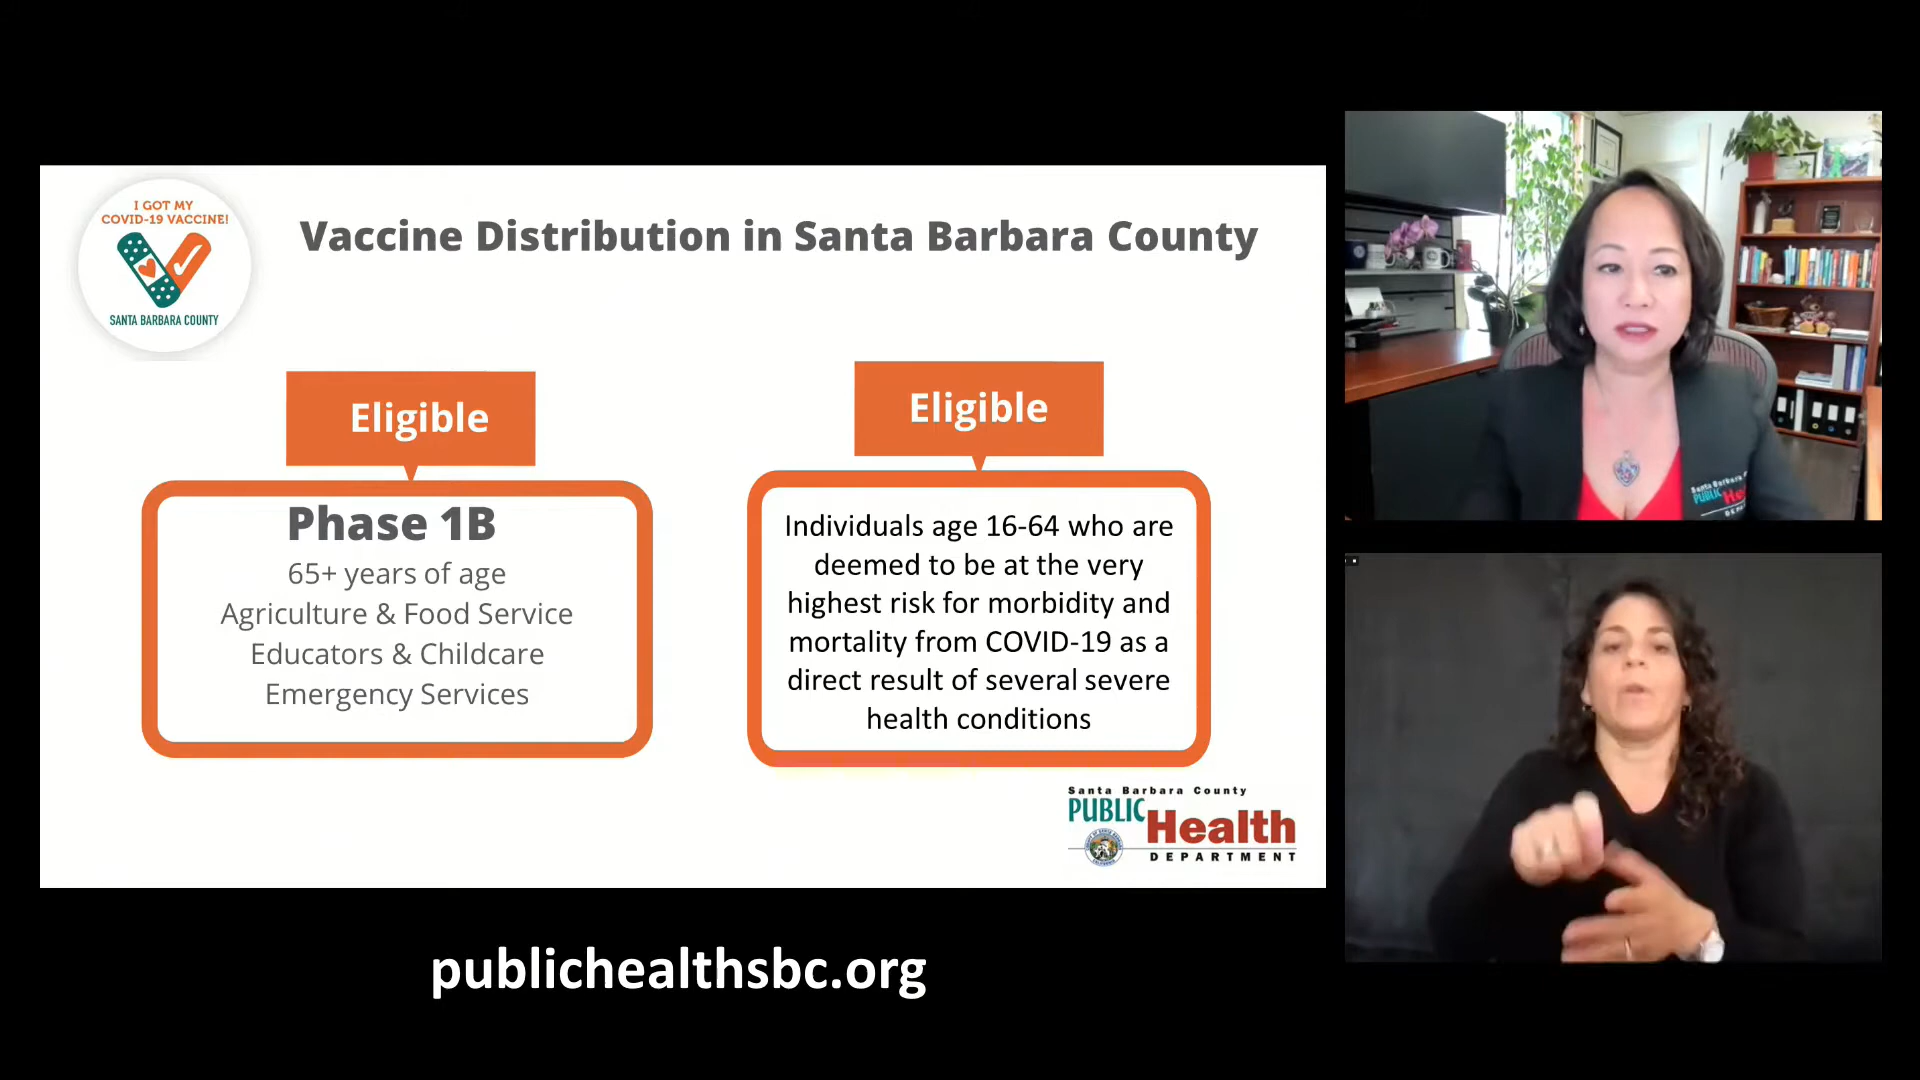 I GOT MY
COVID-19 VACCINE!
SANTA BARBARA COUNTY
Vaccine Distribution in Santa Barbara County
Eligible
Phase 1B
65+ years of age
Agriculture & Food Service
Educators & Childcare
Emergency Services
Eligible
Individuals age 16-64 who are
deemed to be at the very
highest risk for morbidity and
mortality from COVID-19 as a
direct result of several severe
health conditions
Santa Barbara County
PUBLIC Health
DEPARTMENT
publichealthsbc.org
Santa Barbara
PUBLIC